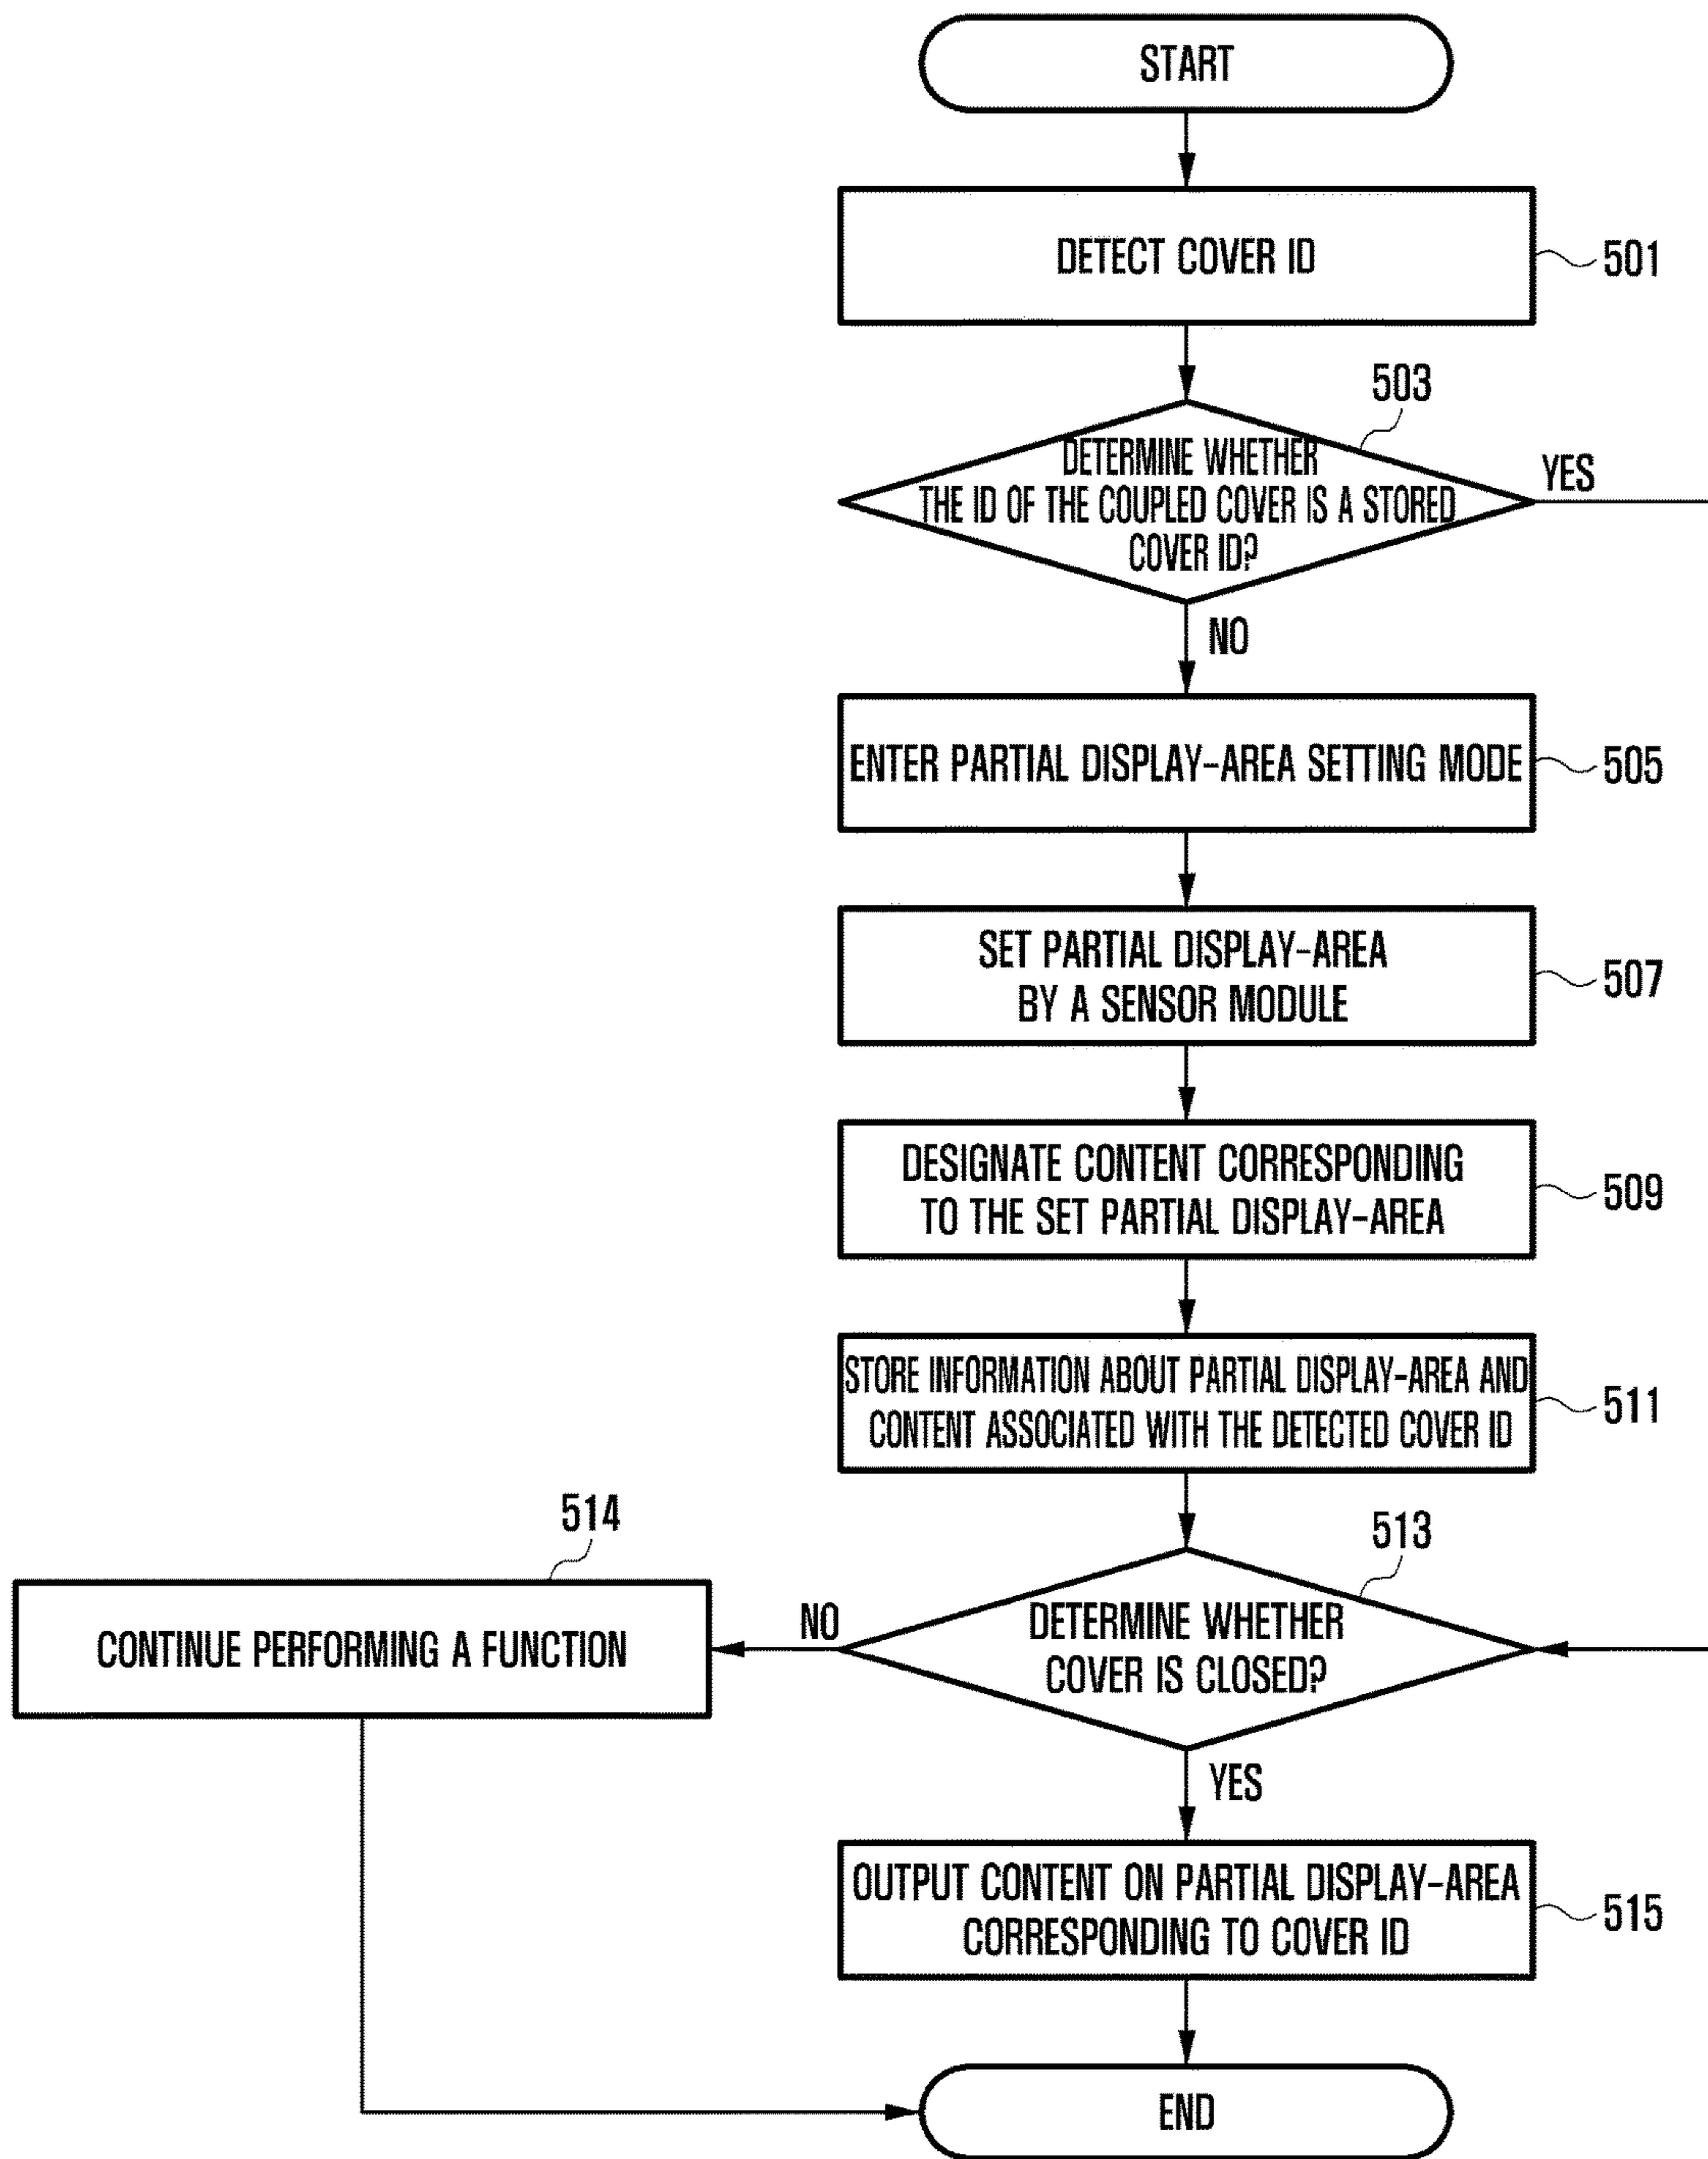 START
DETECT COVER ID
501
503
DETERMINE WHETHER
THE ID OF THE COUPLED COVER IS A STORED
COVER ID?
YES
NO
ENTER PARTIAL DISPLAY-AREA SETTING MODE
505
SET PARTIAL DISPLAY-AREA
BY A SENSOR MODULE
507
DESIGNATE CONTENT CORRESPONDING
TO THE SET PARTIAL DISPLAY-AREA
509
STORE INFORMATION ABOUT PARTIAL DISPLAY-AREA AND
CONTENT ASSOCIATED WITH THE DETECTED COVER ID
511
514
513
CONTINUE PERFORMING A FUNCTION
NO
DETERMINE WHETHER
COVER IS CLOSED?
YES
OUTPUT CONTENT ON PARTIAL DISPLAY-AREA
CORRESPONDING TO COVER ID
515
END